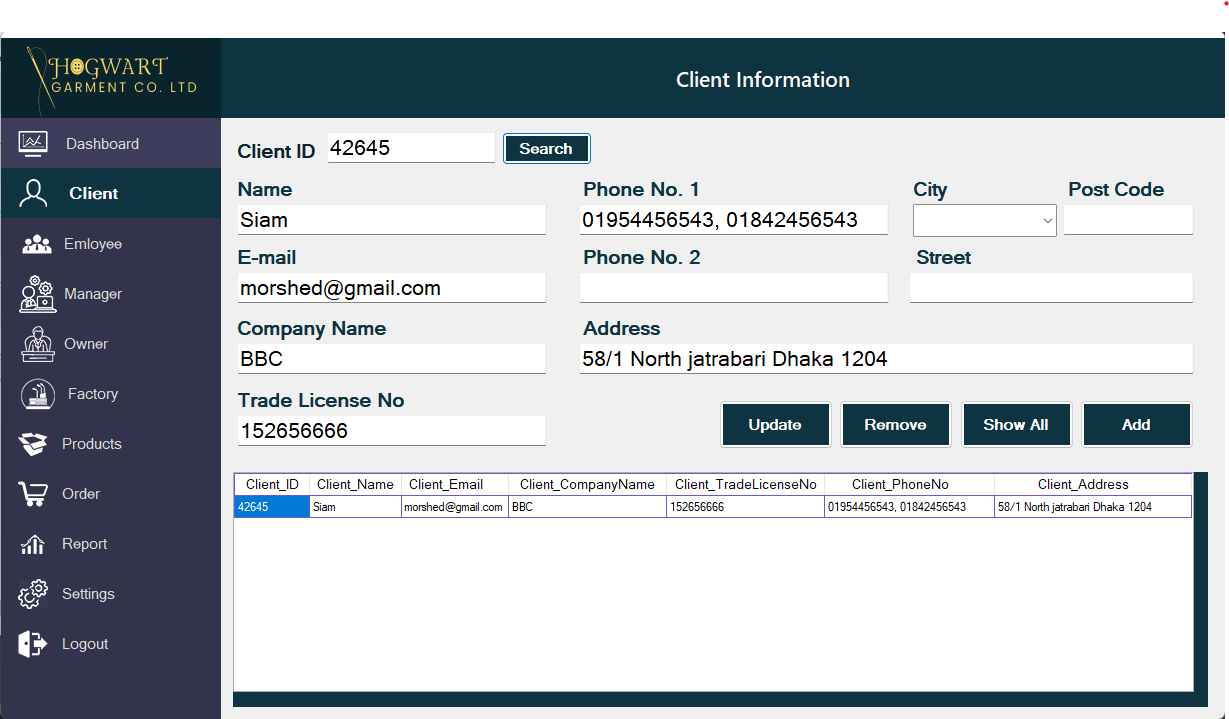 HOGWART
GARMENT CO. LTD
Client Information
Dashboard
Client
Emloyee
Manager
Owner
Factory
Products
Order
Report
Settings
Logout
Client ID 42645 Search
Name Phone No. 1 City Post Code
Siam 01954456543, 01842456543
E-mail Phone No. 2 Street
morshed@gmail.com
Company Name Address
BBC 58/1 North jatrabari Dhaka 1204
Trade License No
152656666 Update Remove Show All Add
Client_ID Client_Name Client_Email Client_CompanyName Client_TradeLicenseNo Client_PhoneNo Client_Address
42645 Siam morshed@gmail.com BBC 152656666 01954456543, 01842456543 58/1 North jatrabari Dhaka 1204